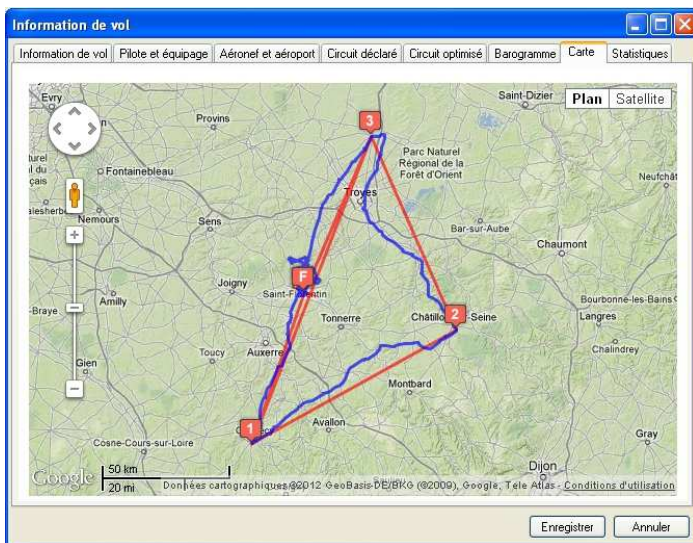 Information de vol
Information de vol Pilote et équipage Aéronef et aéroport Circuit déclaré Circuit optimisé Barogramme Carte Statistiques
Evry
Saint-Dizier
Plan Satellite
Provins
3
Parc Naturel
Régional de la
Forêt d'Orient
Fontainebleau
Neufchât
Troyes
Nemours
Sens
Bar-sur-Aube
Chaumont
F
Joigny
Saint-Florentin
Amilly
Bourbonne-les-Bains
-Braye
2
Tonnerre
Châtillon-Seine
Langres
Toucy
Auxerre
Chalindrey
Gien
Montbard
1
Avallon
Cosne-Cours-sur-Loire
Gray
Dijon
Google
50 km
20 mi
Données cartographiques ©2012 GeoBasis-DE/BKG (©2009), Google, Tele Atlas - Conditions d'utilisation
Enregistrer Annuler